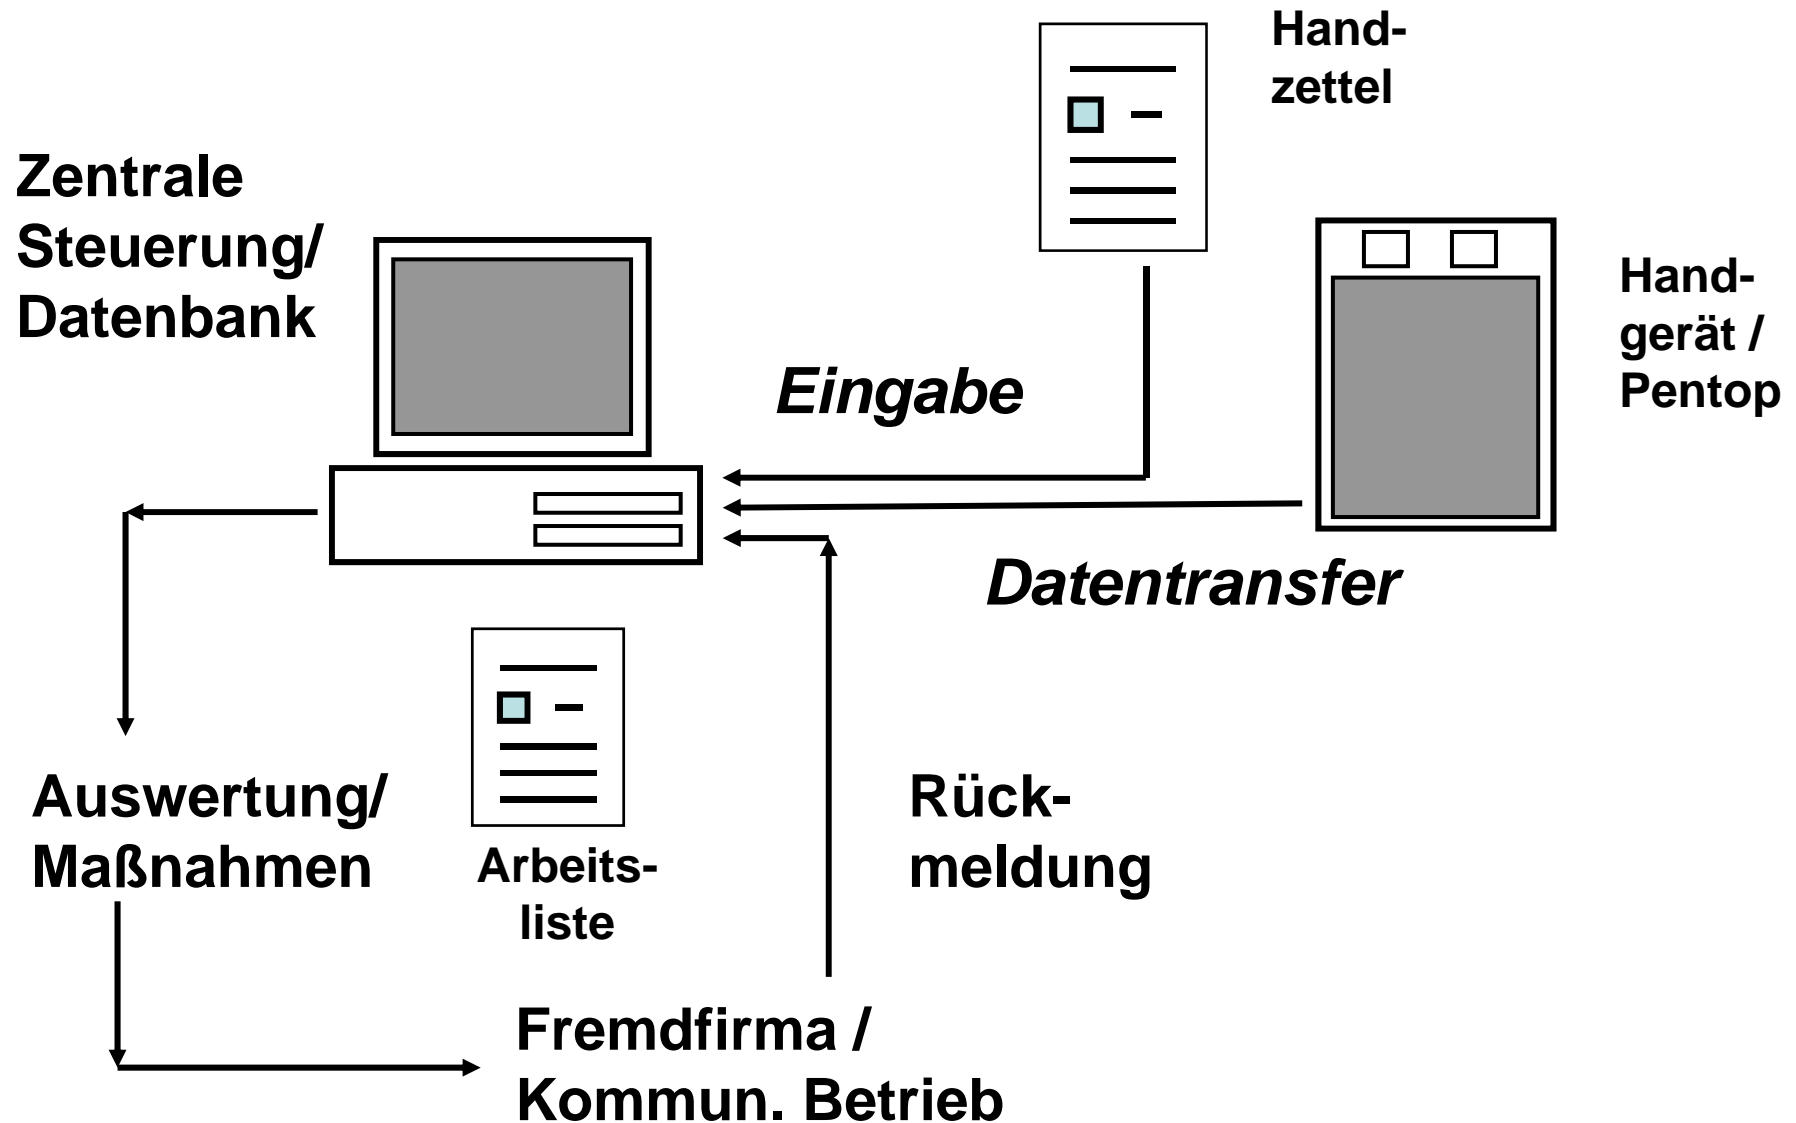 Hand-
zettel
Zentrale
Steuerung/
Datenbank
Hand-
gerät /
Pentop
Eingabe
Datentransfer
Auswertung/
Maßnahmen
Arbeits-
liste
Rück-
meldung
Fremdfirma /
Kommun. Betrieb